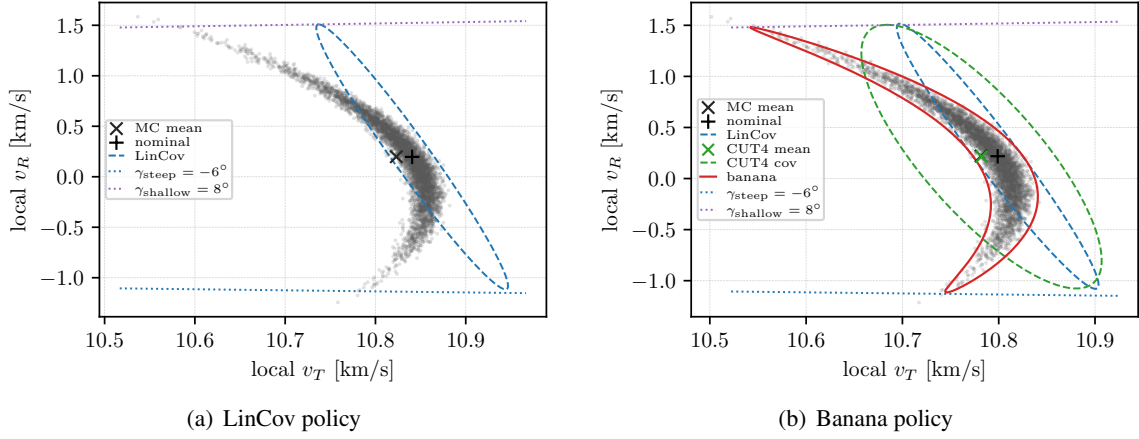 1.5
1.0
0.5
0.0
−0.5
−1.0
local v_R [km/s]
MC mean
nominal
LinCov
γ_steep = −6°
γ_shallow = 8°
10.5
10.6
10.7
10.8
10.9
local v_T [km/s]
(a) LinCov policy
1.5
1.0
0.5
0.0
−0.5
−1.0
local v_R [km/s]
MC mean
nominal
LinCov
CUT4 mean
CUT4 cov
banana
γ_steep = −6°
γ_shallow = 8°
10.5
10.6
10.7
10.8
10.9
local v_T [km/s]
(b) Banana policy